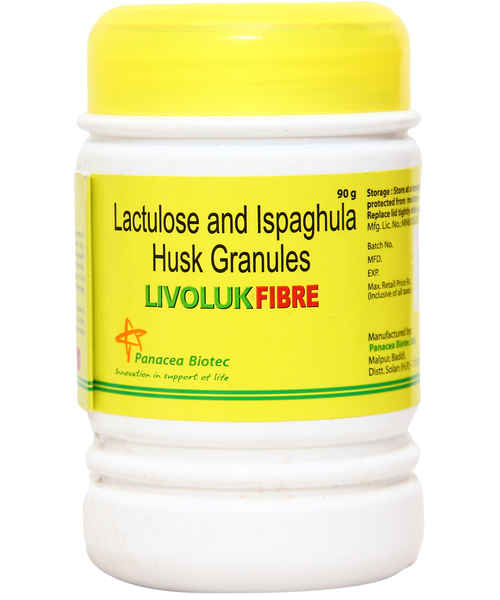 90 g
Lactulose and Ispaghula
Husk Granules
LIVOLUKFIBRE
Panacea Biotec
Innovation in support of life
Storage : Store at
protected from
Replace lid tightly
Mfg. Lic. No.:
Batch No.
MFD.
EXP.
Max. Retail Price Rs.
(Inclusive of all
Manufactured by
Panacea Biotec
Malpur, Baddi,
Distt. Solan